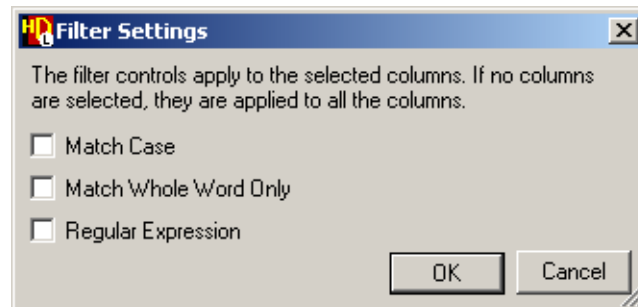 HDL Filter Settings
The filter controls apply to the selected columns. If no columns
are selected, they are applied to all the columns.
Match Case
Match Whole Word Only
Regular Expression
OK Cancel